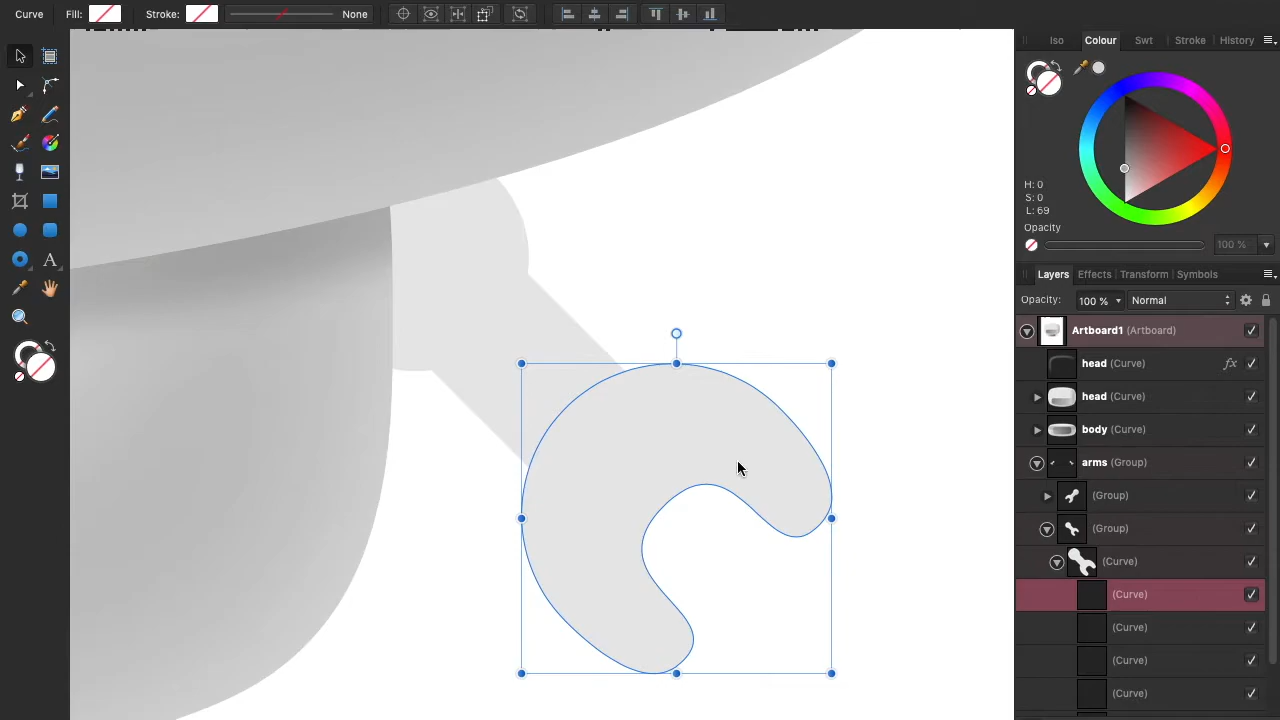 Curve Fill: Stroke: None
Iso Colour Swt Stroke History
H: 0
S: 0
L: 69
Opacity
100 %
Layers Effects Transform Symbols
Opacity: 100 % Normal
Artboard1 (Artboard)
head (Curve) fx
head (Curve)
body (Curve)
arms (Group)
(Group)
(Group)
(Curve)
(Curve)
(Curve)
(Curve)
(Curve)
A